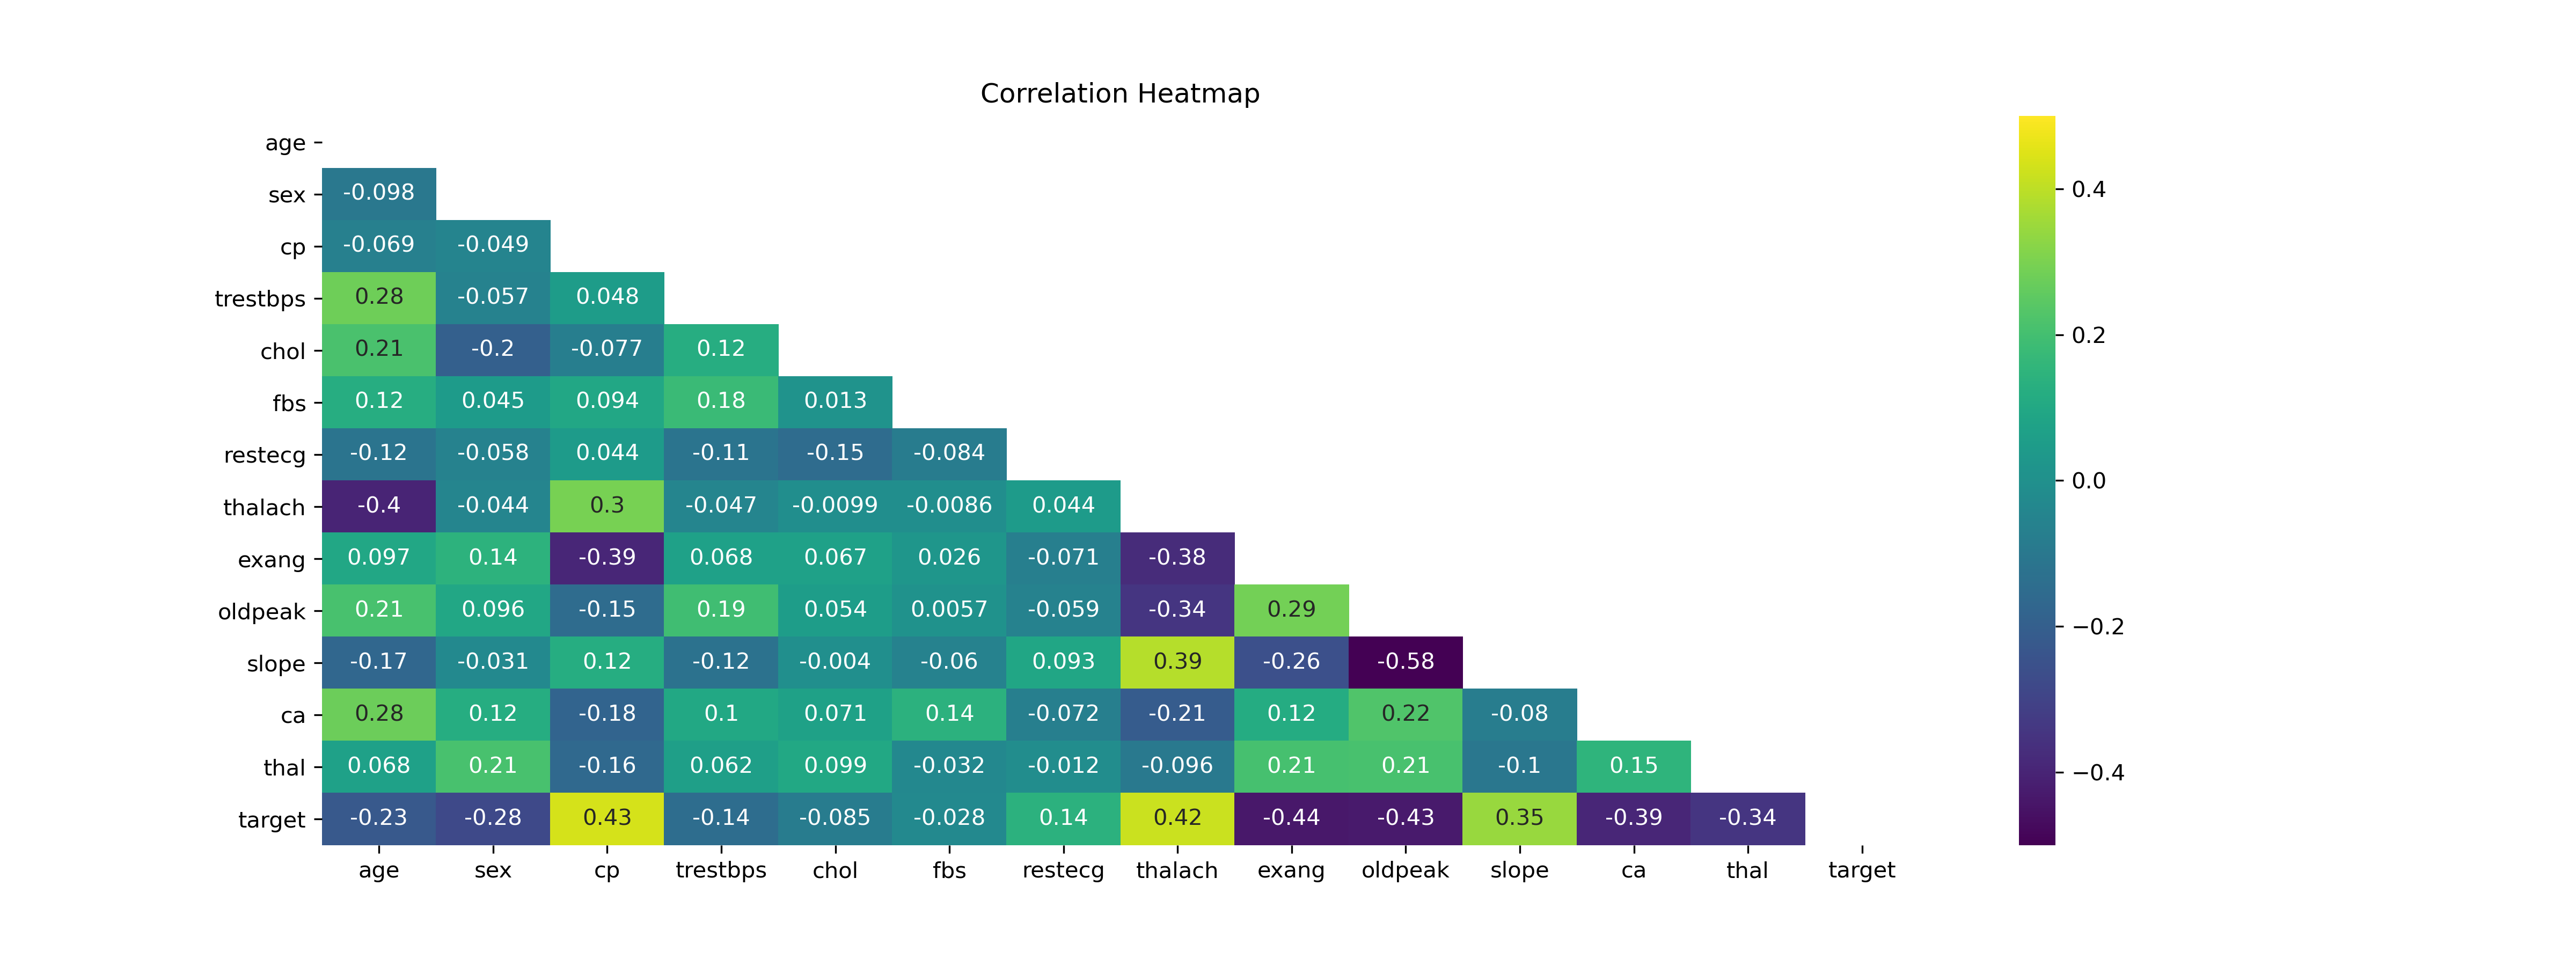 Correlation Heatmap
age
sex -0.098
cp -0.069 -0.049
trestbps 0.28 -0.057 0.048
chol 0.21 -0.2 -0.077 0.12
fbs 0.12 0.045 0.094 0.18 0.013
restecg -0.12 -0.058 0.044 -0.11 -0.15 -0.084
thalach -0.4 -0.044 0.3 -0.047 -0.0099 -0.0086 0.044
exang 0.097 0.14 -0.39 0.068 0.067 0.026 -0.071 -0.38
oldpeak 0.21 0.096 -0.15 0.19 0.054 0.0057 -0.059 -0.34 0.29
slope -0.17 -0.031 0.12 -0.12 -0.004 -0.06 0.093 0.39 -0.26 -0.58
ca 0.28 0.12 -0.18 0.1 0.071 0.14 -0.072 -0.21 0.12 0.22 -0.08
thal 0.068 0.21 -0.16 0.062 0.099 -0.032 -0.012 -0.096 0.21 0.21 -0.1 0.15
target -0.23 -0.28 0.43 -0.14 -0.085 -0.028 0.14 0.42 -0.44 -0.43 0.35 -0.39 -0.34
age sex cp trestbps chol fbs restecg thalach exang oldpeak slope ca thal target
0.4
0.2
0.0
−0.2
−0.4